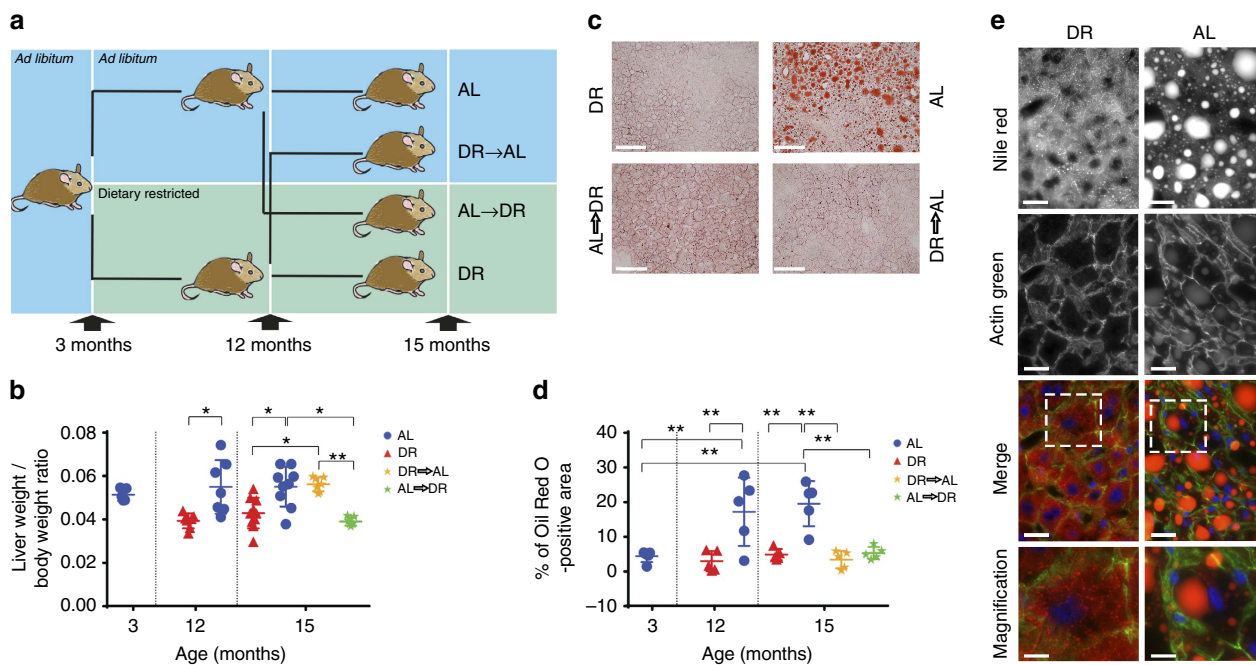 a
Ad libitum
Ad libitum
AL
DR→AL
Dietary restricted
AL→DR
DR
3 months
12 months
15 months
b
Liver weight /
body weight ratio
0.08
0.06
0.04
0.02
0.00
*
*
*
*
**
3
12
15
Age (months)
AL
DR
DR⇒AL
AL⇒DR
c
DR
AL
AL⇒DR
DR⇒AL
d
% of Oil Red O
-positive area
40
30
20
10
0
−10
**
**
**
**
**
**
3
12
15
Age (months)
AL
DR
DR⇒AL
AL⇒DR
e
DR
AL
Nile red
Actin green
Merge
Magnification